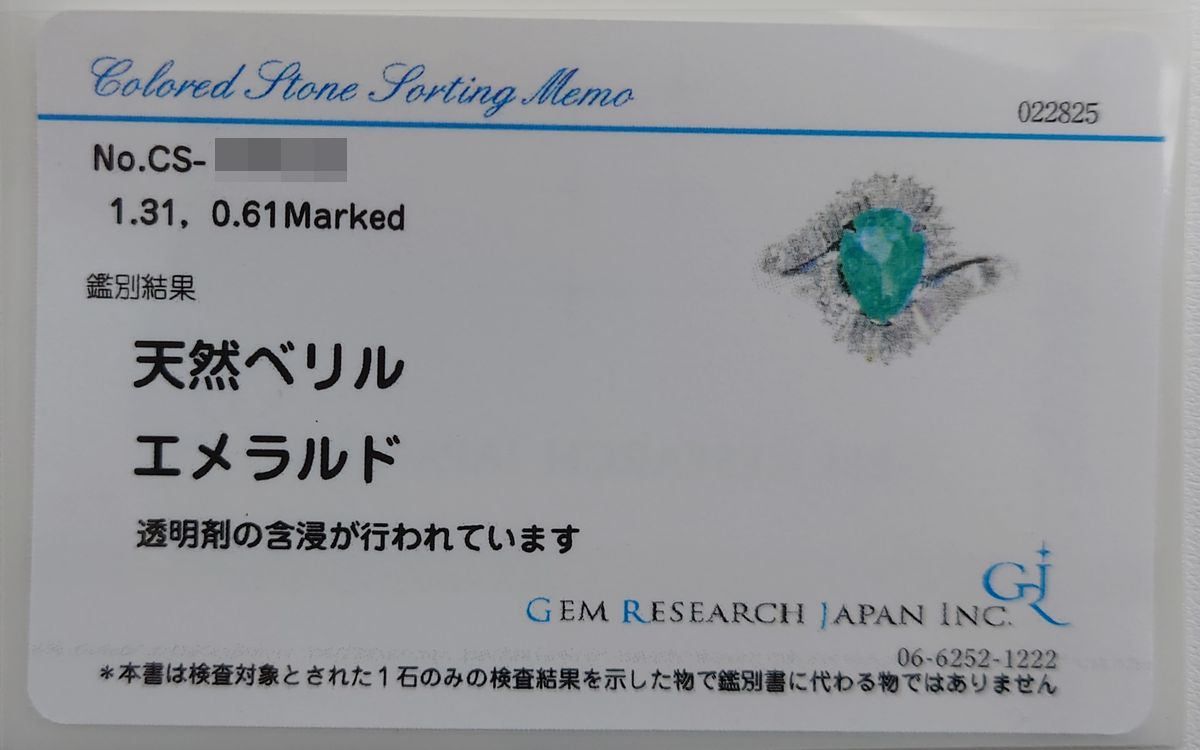 Colored Stone Sorting Memo
022825
No.CS-
1.31, 0.61Marked
鑑別結果
天然ベリル
エメラルド
透明剤の含浸が行われています
GJR
GEM RESEARCH JAPAN INC.
06-6252-1222
*本書は検査対象とされた1石のみの検査結果を示した物で鑑別書に代わる物ではありません